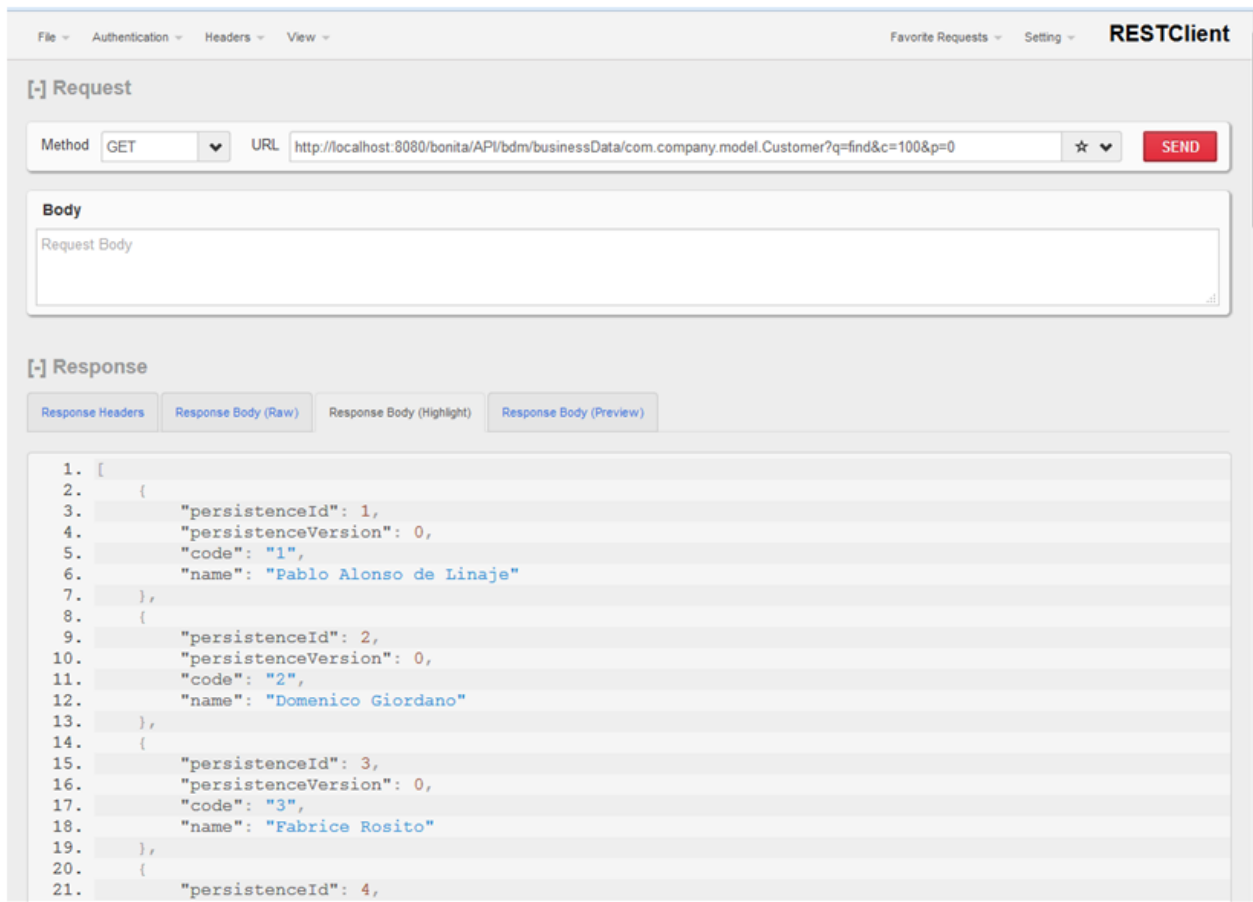 File Authentication Headers View Favorite Requests Setting RESTClient
[-] Request
Method GET URL http://localhost:8080/bonita/API/bdm/businessData/com.company.model.Customer?q=find&c=100&p=0 SEND
Body
Request Body
[-] Response
Response Headers Response Body (Raw) Response Body (Highlight) Response Body (Preview)
1. [
2. {
3. "persistenceId": 1,
4. "persistenceVersion": 0,
5. "code": "1",
6. "name": "Pablo Alonso de Linaje"
7. },
8. {
9. "persistenceId": 2,
10. "persistenceVersion": 0,
11. "code": "2",
12. "name": "Domenico Giordano"
13. },
14. {
15. "persistenceId": 3,
16. "persistenceVersion": 0,
17. "code": "3",
18. "name": "Fabrice Rosito"
19. },
20. {
21. "persistenceId": 4,